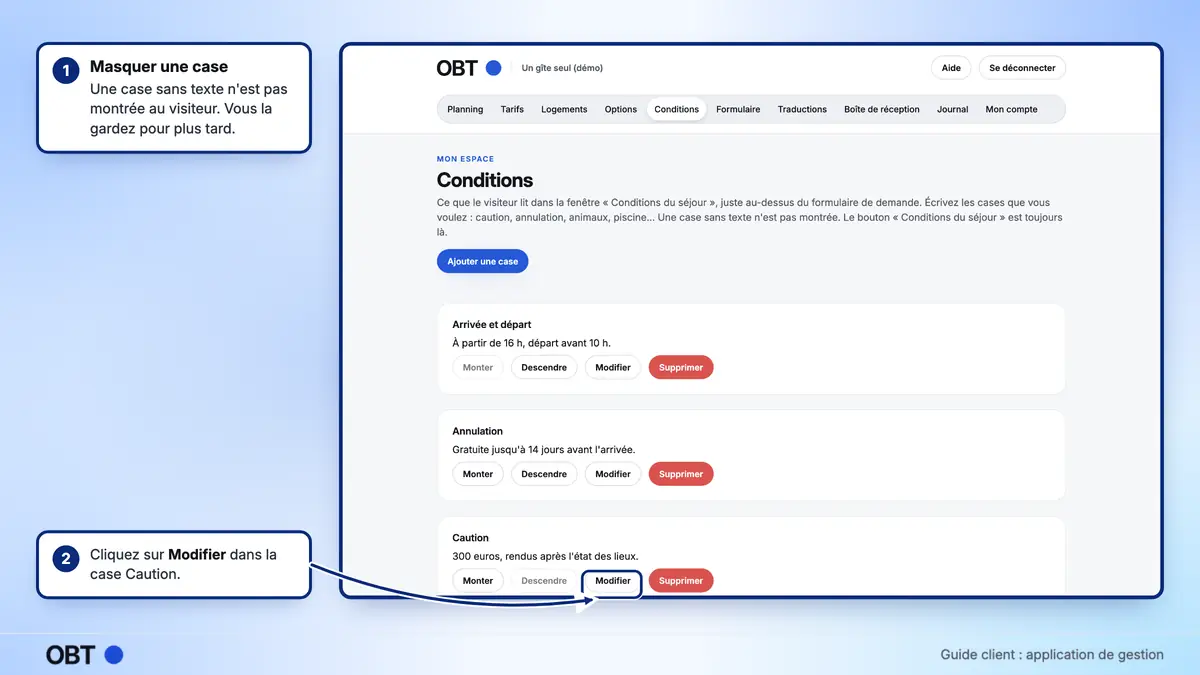 1
Masquer une case
Une case sans texte n'est pas
montrée au visiteur. Vous la
gardez pour plus tard.
OBT
Un gîte seul (démo)
Aide
Se déconnecter
Planning
Tarifs
Logements
Options
Conditions
Formulaire
Traductions
Boîte de réception
Journal
Mon compte
MON ESPACE
Conditions
Ce que le visiteur lit dans la fenêtre « Conditions du séjour », juste au-dessus du formulaire de demande. Écrivez les cases que vous
voulez : caution, annulation, animaux, piscine... Une case sans texte n'est pas montrée. Le bouton « Conditions du séjour » est toujours
là.
Ajouter une case
Arrivée et départ
À partir de 16 h, départ avant 10 h.
Monter
Descendre
Modifier
Supprimer
Annulation
Gratuite jusqu'à 14 jours avant l'arrivée.
Monter
Descendre
Modifier
Supprimer
Caution
300 euros, rendus après l'état des lieux.
Monter
Descendre
Modifier
Supprimer
2
Cliquez sur Modifier dans la
case Caution.
OBT
Guide client : application de gestion